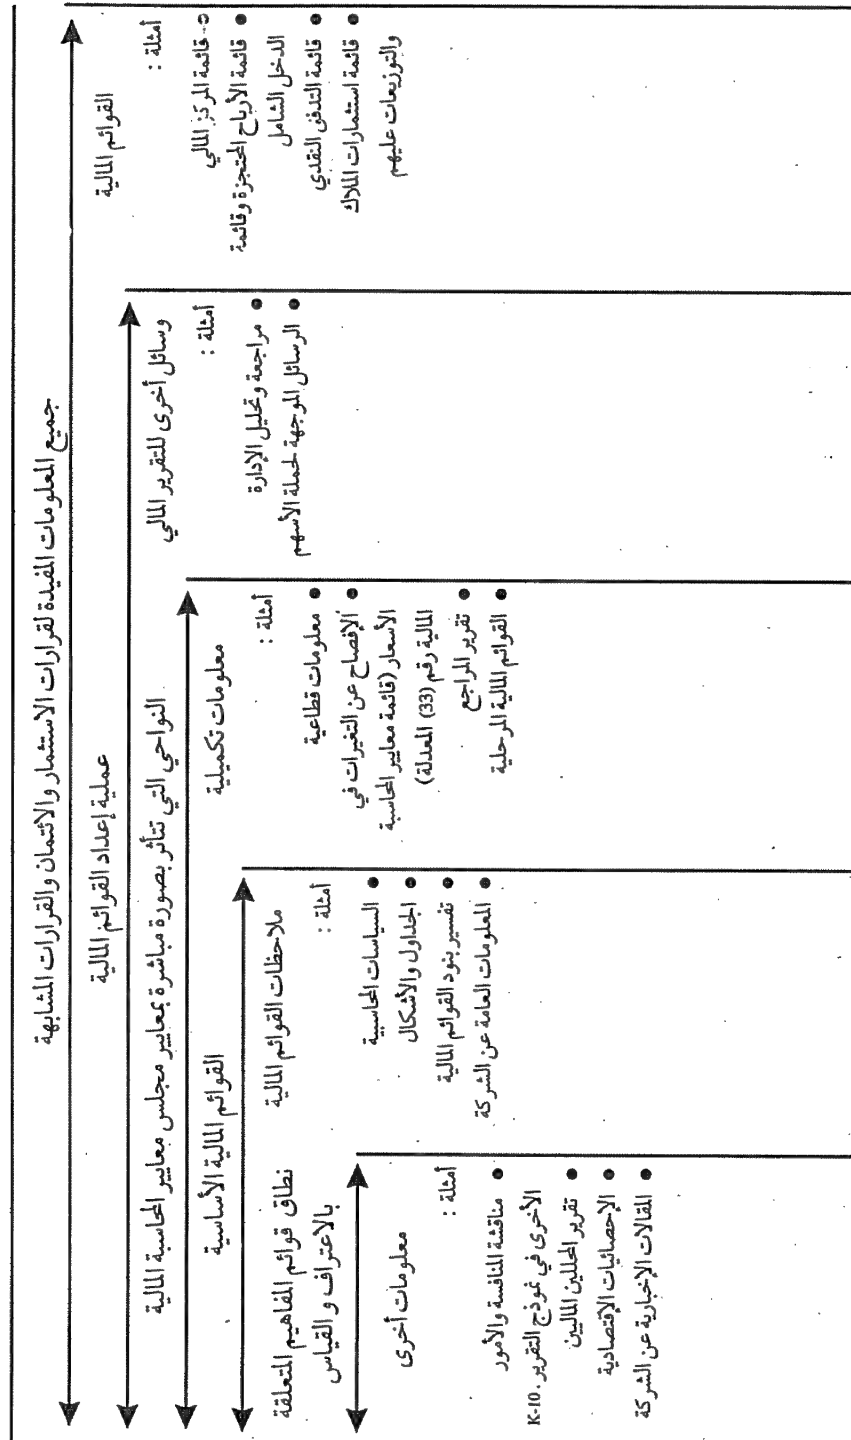 جميع المعلومات المفيدة لقرارات الاستثمار والائتمان والقرارات المشابهة
عملية إعداد القوائم المالية
النواحي التي تتأثر بصورة مباشرة بمعايير مجلس معايير المحاسبة المالية
القوائم المالية الأساسية
نطاق قوائم المفاهيم المتعلقة
بالاعتراف والقياس
القوائم المالية
أمثلة :
قائمة المركز المالي
قائمة الأرباح المحتجزة وقائمة
الدخل الشامل
قائمة التدفق النقدي
قائمة استثمارات الملاك
والتوزيعات عليهم
وسائل أخرى للتقرير المالي
أمثلة :
مراجعة وتحليل الإدارة
الرسائل الموجهة لحملة الأسهم
معلومات تكميلية
أمثلة :
معلومات قطاعية
الإفصاح عن التغيرات في
الأسعار (قائمة معايير المحاسبة
المالية رقم (33) المعدلة)
تقرير المراجع
القوائم المالية المرحلية
ملاحظات القوائم المالية
أمثلة :
السياسات المحاسبية
الجداول والأشكال
تفسير بنود القوائم المالية
المعلومات العامة عن الشركة
معلومات أخرى
أمثلة :
مناقشة المنافسة والأمور
الأخرى في نموذج التقرير K-10.
تقرير المحللين الماليين
الإحصائيات الإقتصادية
المقالات الإخبارية عن الشركة